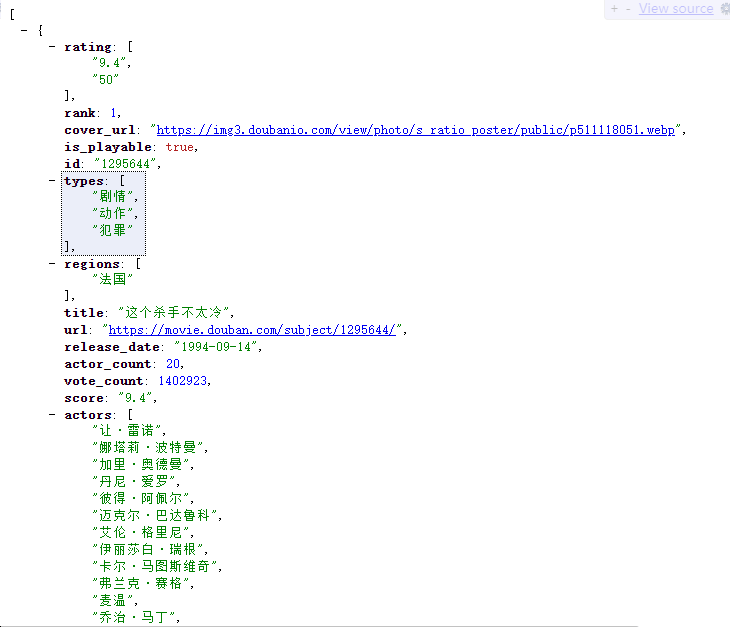 + - View source
[
- {
- rating: [
"9.4",
"50"
],
rank: 1,
cover_url: "https://img3.doubanio.com/view/photo/s_ratio_poster/public/p511118051.webp",
is_playable: true,
id: "1295644",
- types: [
"剧情",
"动作",
"犯罪"
],
- regions: [
"法国"
],
title: "这个杀手不太冷",
url: "https://movie.douban.com/subject/1295644/",
release_date: "1994-09-14",
actor_count: 20,
vote_count: 1402923,
score: "9.4",
- actors: [
"让·雷诺",
"娜塔莉·波特曼",
"加里·奥德曼",
"丹尼·爱罗",
"彼得·阿佩尔",
"迈克尔·巴达鲁科",
"艾伦·格里尼",
"伊丽莎白·瑞根",
"卡尔·马图斯维奇",
"弗兰克·赛格",
"麦温",
"乔治·马丁",